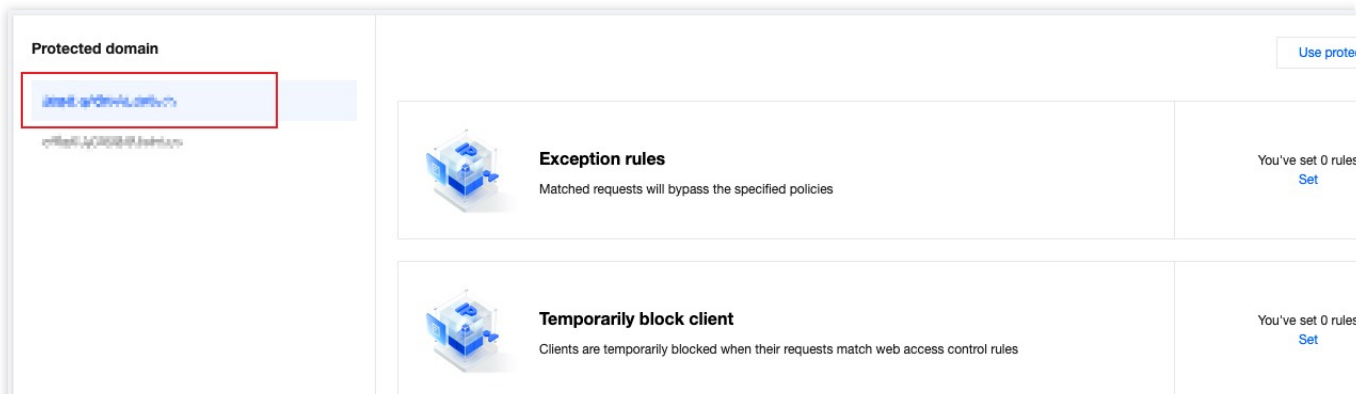 Protected domain
Use prote
Exception rules
Matched requests will bypass the specified policies
You've set 0 rules
Set
Temporarily block client
Clients are temporarily blocked when their requests match web access control rules
You've set 0 rules
Set